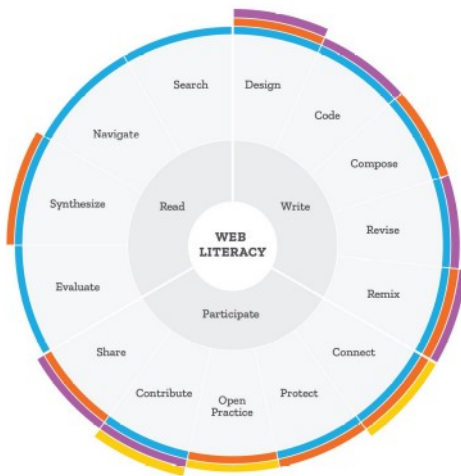 Search
Design
Navigate
Code
Synthesize
Compose
Read
Write
Revise
WEB
LITERACY
Evaluate
Remix
Participate
Share
Connect
Contribute
Open
Practice
Protect